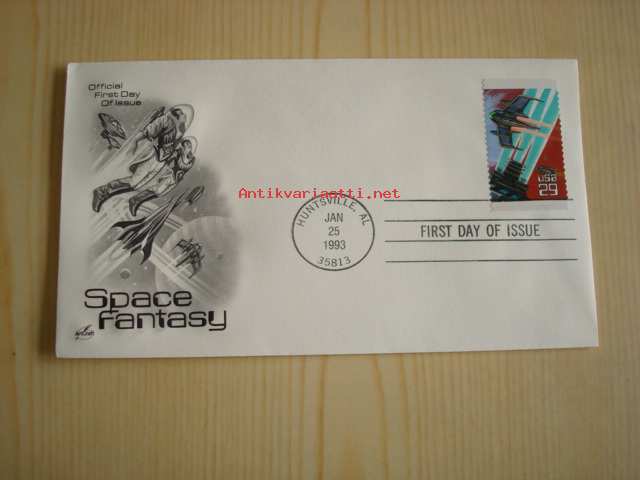 Official
First Day
Of Issue
Antikvariantti.net
USA
29
HUNTSVILLE, AL
JAN
25
1993
35813
FIRST DAY OF ISSUE
Space
Fantasy